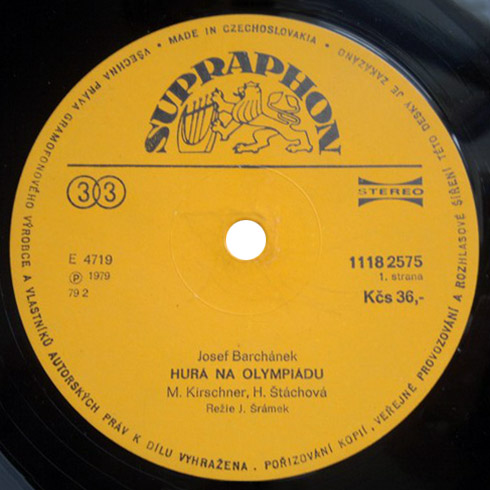 VŠECHNA PRÁVA GRAMOFONOVÉHO VÝROBCE A VLASTNÍKŮ AUTORSKÝCH PRÁV K DÍLU VYHRAŽENA • POŘIZOVÁNÍ KOPIÍ, VEŘEJNÉ PROVOZOVÁNÍ A ROZHLASOVÉ ŠÍŘENÍ TÉTO DESKY JE ZAKÁZÁNO • MADE IN CZECHOSLOVAKIA •
SUPRAPHON
33
STEREO
E 4719
Ⓟ 1979
79 2
1118 2575
1. strana
Kčs 36,-
Josef Barchánek
HURÁ NA OLYMPIÁDU
M. Kirschner, H. Štáchová
Režie J. Šrámek